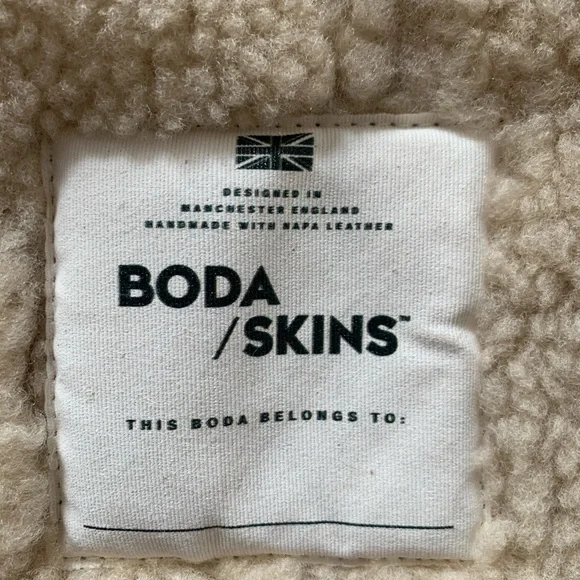 DESIGNED IN
MANCHESTER ENGLAND
HANDMADE WITH NAPA LEATHER
BODA
/SKINS™
THIS BODA BELONGS TO: